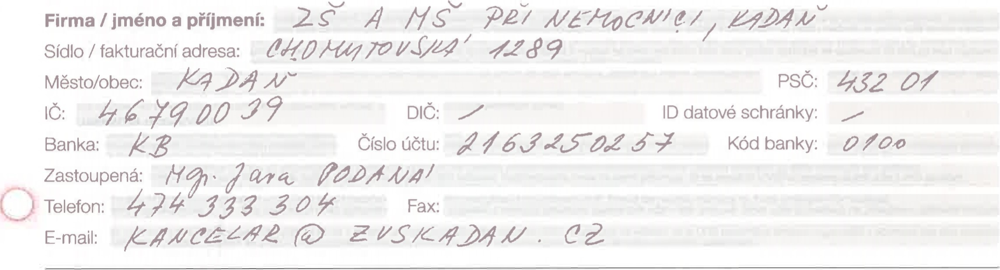 Firma / jméno a příjmení: ZŠ A MŠ PŘI NEMOCNICI, KADAŇ
Sídlo / fakturační adresa: CHOMUTOVSKÁ 1289
Město/obec: KADAŇ PSČ: 432 01
IČ: 46790039 DIČ: / ID datové schránky: /
Banka: KB Číslo účtu: 2163250257 Kód banky: 0100
Zastoupená: Mgr. Jara PODANÁ
Telefon: 474 333 304 Fax:
E-mail: KANCELAR@ZVSKADAN.CZ